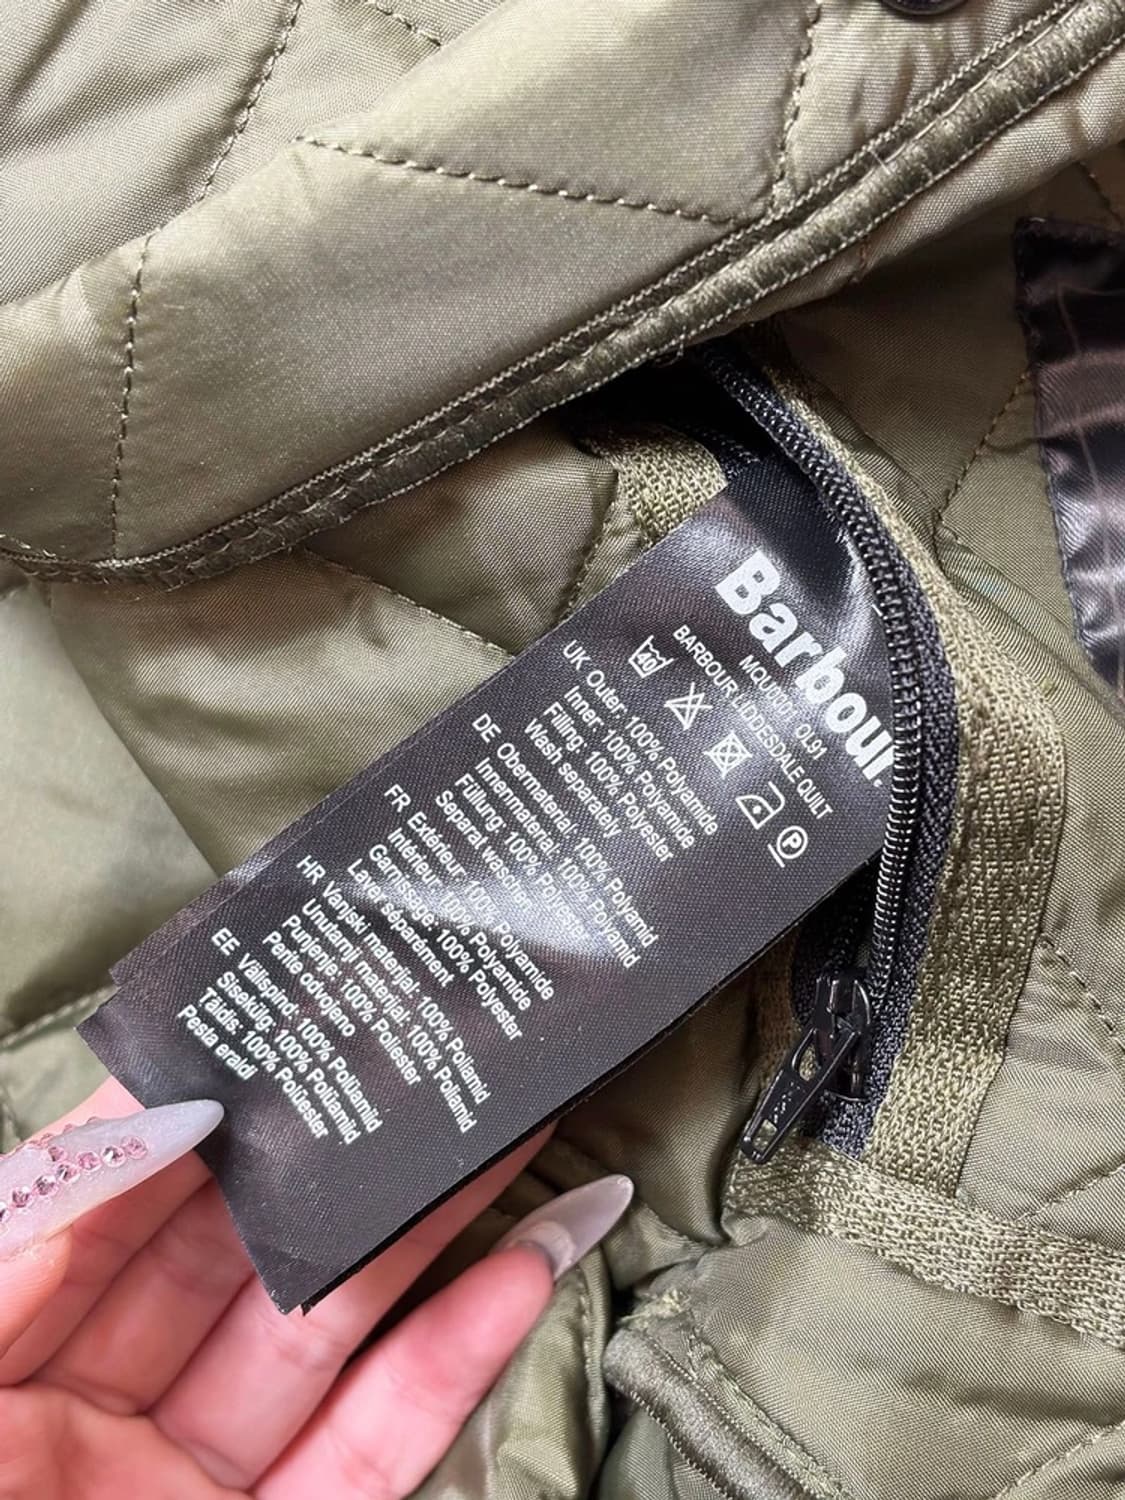 Barbour
MQU0001 OL91
BARBOUR LIDDESDALE QUILT
40
P
UK Outer: 100% Polyamide
Inner: 100% Polyamide
Filling: 100% Polyester
Wash separately
DE Obermaterial: 100% Polyamid
Innenmaterial: 100% Polyamid
Füllung: 100% Polyester
Separat waschen
FR Extérieur: 100% Polyamide
Intérieur: 100% Polyamide
Garnissage: 100% Polyester
Laver séparément
HR Vanjski materijal: 100% Poliamid
Unutarnji materijal: 100% Poliamid
Punjenje: 100% Poliester
Perite odvojeno
EE Välispind: 100% Polüamiid
Sisekülg: 100% Polüamiid
Täidis: 100% Polüester
Pesta eraldi